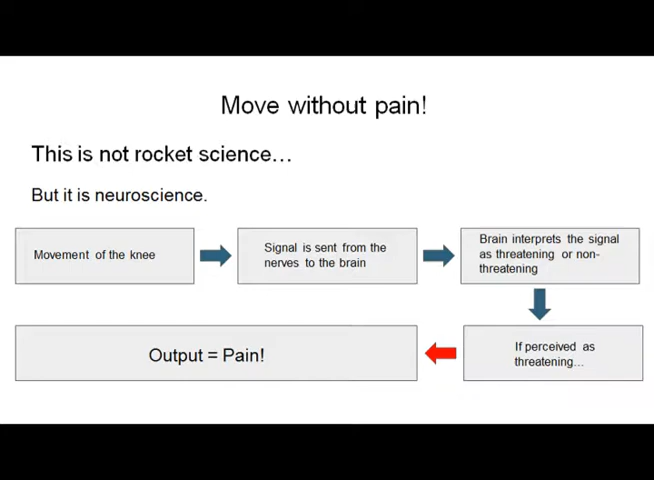 Move without pain!
This is not rocket science…
But it is neuroscience.
Movement of the knee
Signal is sent from the
nerves to the brain
Brain interprets the signal
as threatening or non-
threatening
If perceived as
threatening…
Output = Pain!